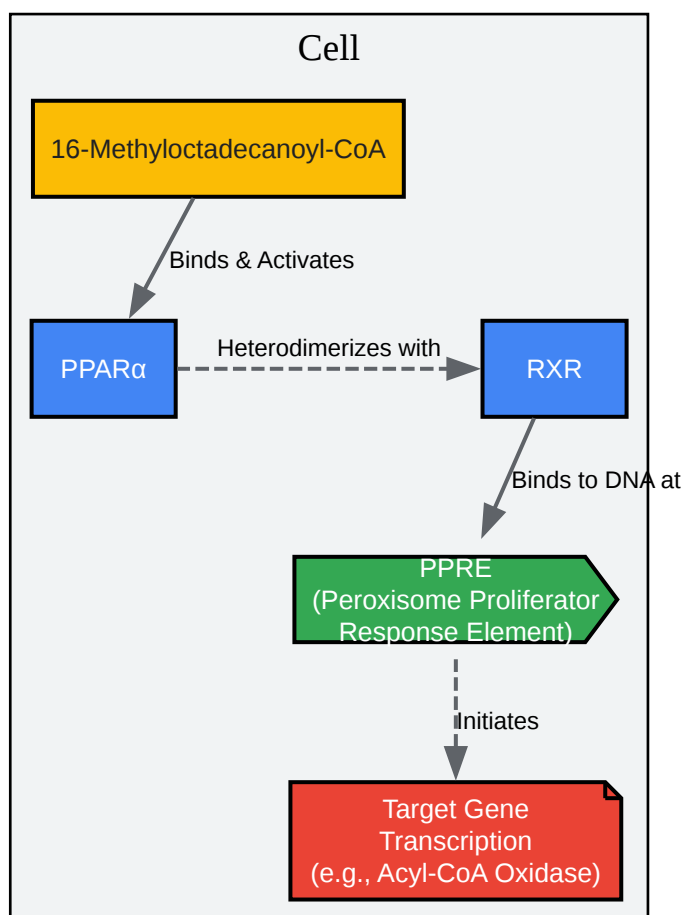 Cell
16-Methyloctadecanoyl-CoA
Binds & Activates
Heterodimerizes with
PPARα
RXR
Binds to DNA at
PPRE
(Peroxisome Proliferator
Response Element)
Initiates
Target Gene
Transcription
(e.g., Acyl-CoA Oxidase)